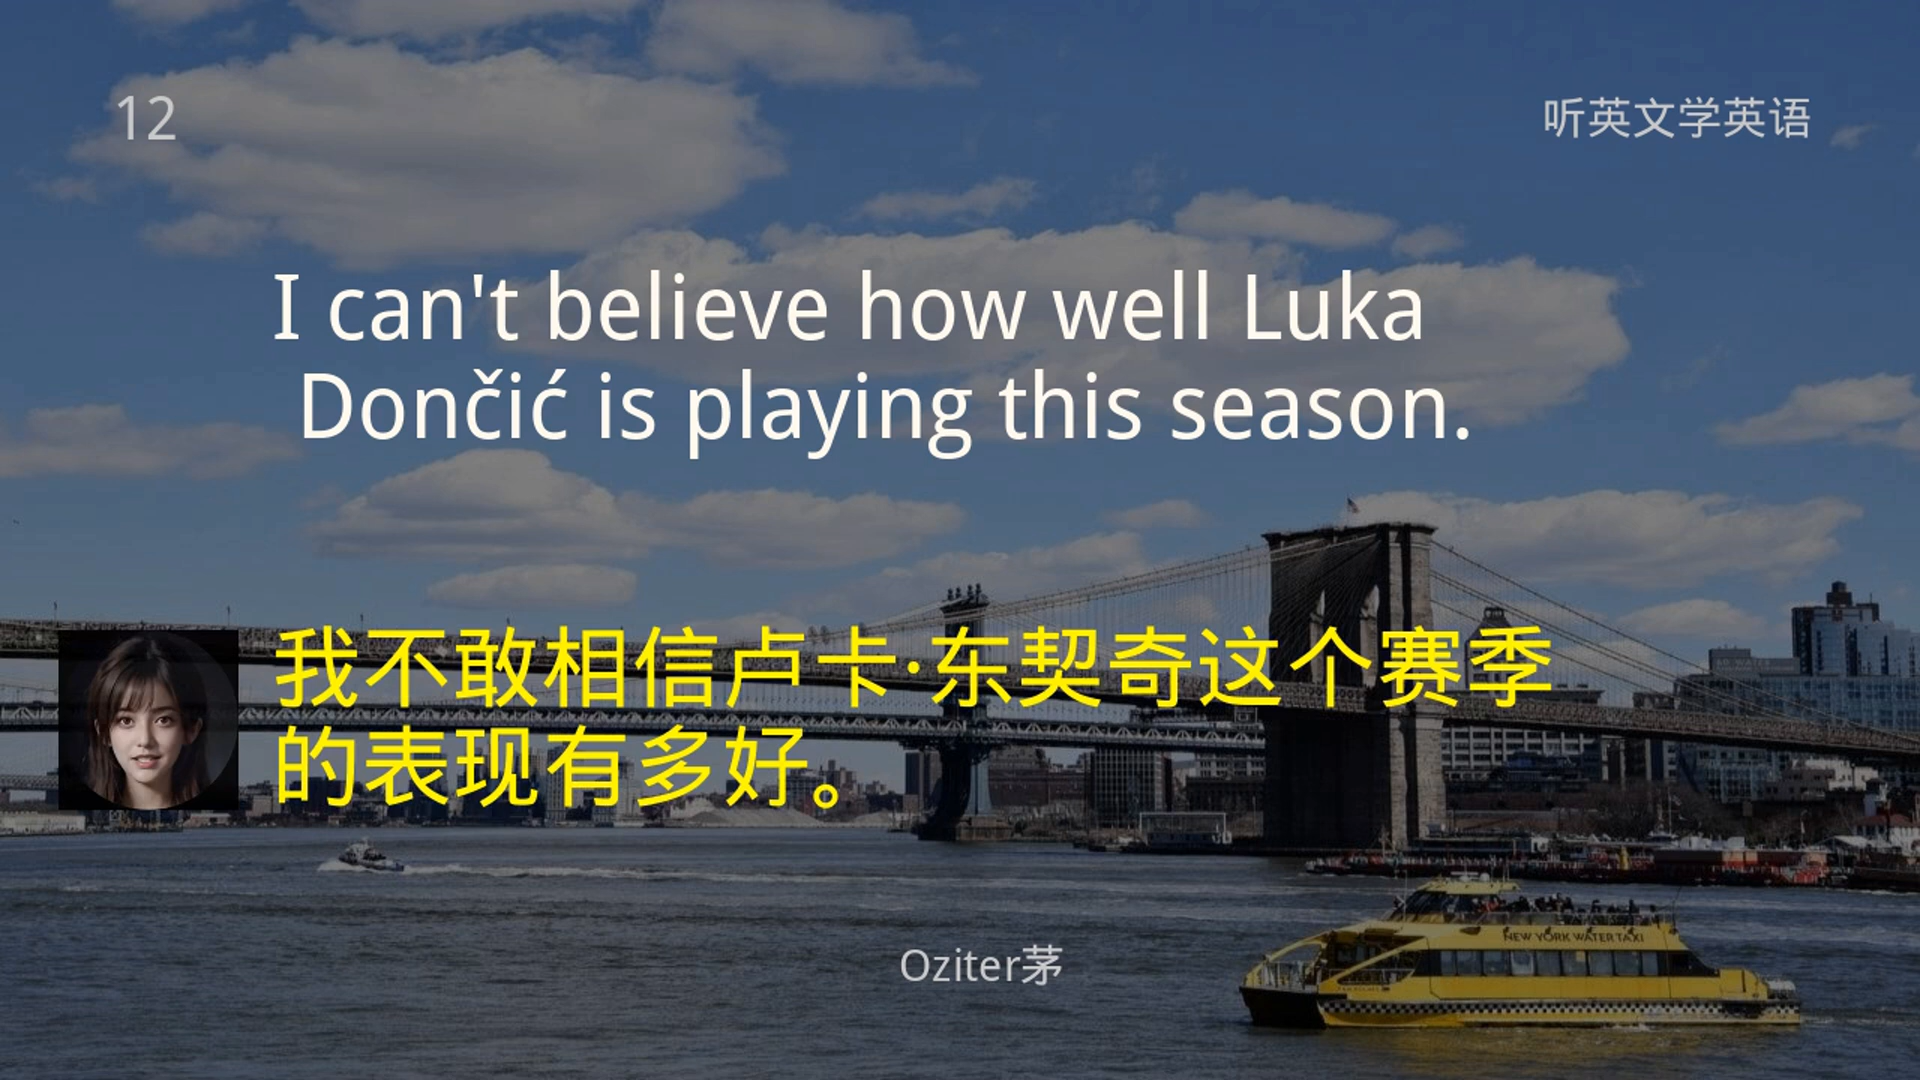 12
听英文学英语
I can't believe how well Luka
Dončić is playing this season.
我不敢相信卢卡·东契奇这个赛季
的表现有多好。
NEW YORK WATER TAXI
Oziter茅